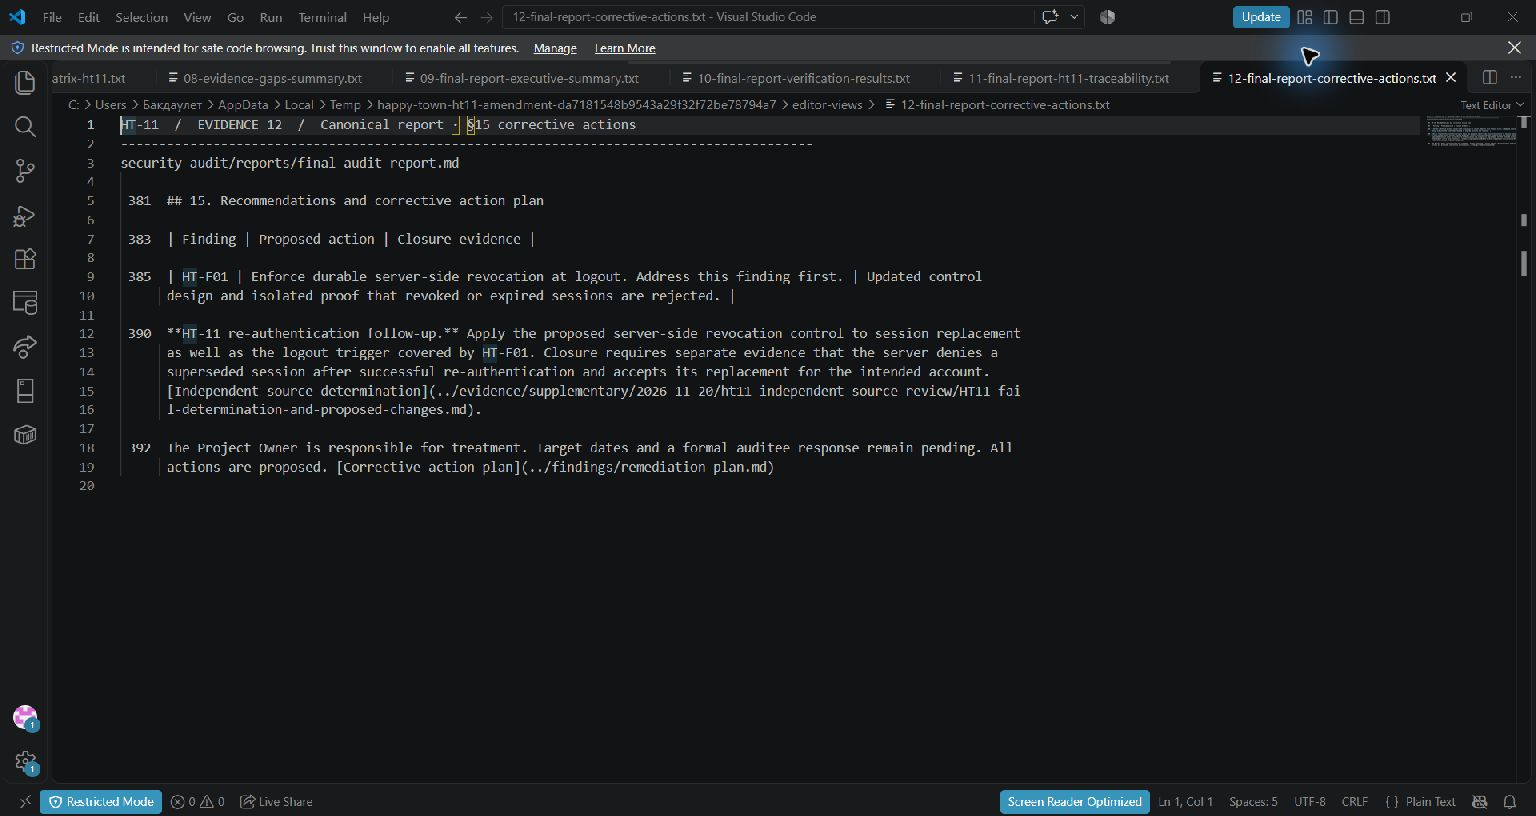 File Edit Selection View Go Run Terminal Help
12-final-report-corrective-actions.txt - Visual Studio Code
Update
Restricted Mode is intended for safe code browsing. Trust this window to enable all features. Manage Learn More
atrix-ht11.txt
08-evidence-gaps-summary.txt
09-final-report-executive-summary.txt
10-final-report-verification-results.txt
11-final-report-ht11-traceability.txt
12-final-report-corrective-actions.txt
C: > Users > Бакдаулет > AppData > Local > Temp > happy-town-ht11-amendment-da7181548b9543a29f32f72be78794a7 > editor-views > 12-final-report-corrective-actions.txt
Text Editor
1 HT-11 / EVIDENCE 12 / Canonical report · §15 corrective actions
2 --------------------------------------------------------------------------------
3 security audit/reports/final audit report.md
4
5 381 ## 15. Recommendations and corrective action plan
6
7 383 | Finding | Proposed action | Closure evidence |
8
9 385 | HT-F01 | Enforce durable server-side revocation at logout. Address this finding first. | Updated control
10 design and isolated proof that revoked or expired sessions are rejected. |
11
12 390 **HT-11 re-authentication follow-up.** Apply the proposed server-side revocation control to session replacement
13 as well as the logout trigger covered by HT-F01. Closure requires separate evidence that the server denies a
14 superseded session after successful re-authentication and accepts its replacement for the intended account.
15 [Independent source determination](../evidence/supplementary/2026 11 20/ht11 independent source review/HT11 fai
16 l-determination-and-proposed-changes.md).
17
18 392 The Project Owner is responsible for treatment. Target dates and a formal auditee response remain pending. All
19 actions are proposed. [Corrective action plan](../findings/remediation plan.md)
20
1
1
Restricted Mode
0 0
Live Share
Screen Reader Optimized
Ln 1, Col 1
Spaces: 5
UTF-8
CRLF
{ } Plain Text